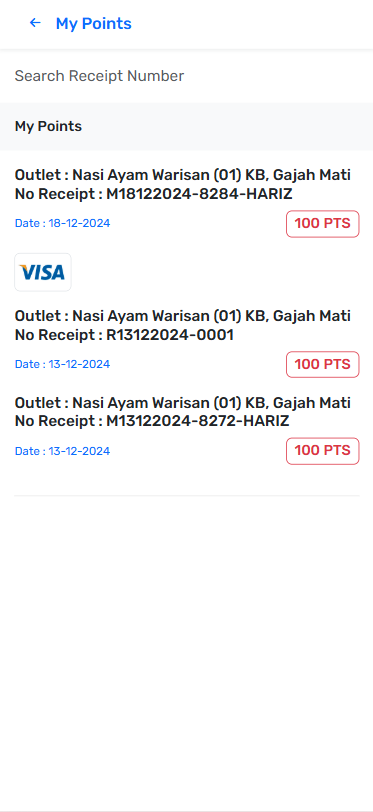 My Points
Search Receipt Number
My Points
Outlet : Nasi Ayam Warisan (01) KB, Gajah Mati
No Receipt : M18122024-8284-HARIZ
Date : 18-12-2024
100 PTS
VISA
Outlet : Nasi Ayam Warisan (01) KB, Gajah Mati
No Receipt : R13122024-0001
Date : 13-12-2024
100 PTS
Outlet : Nasi Ayam Warisan (01) KB, Gajah Mati
No Receipt : M13122024-8272-HARIZ
Date : 13-12-2024
100 PTS